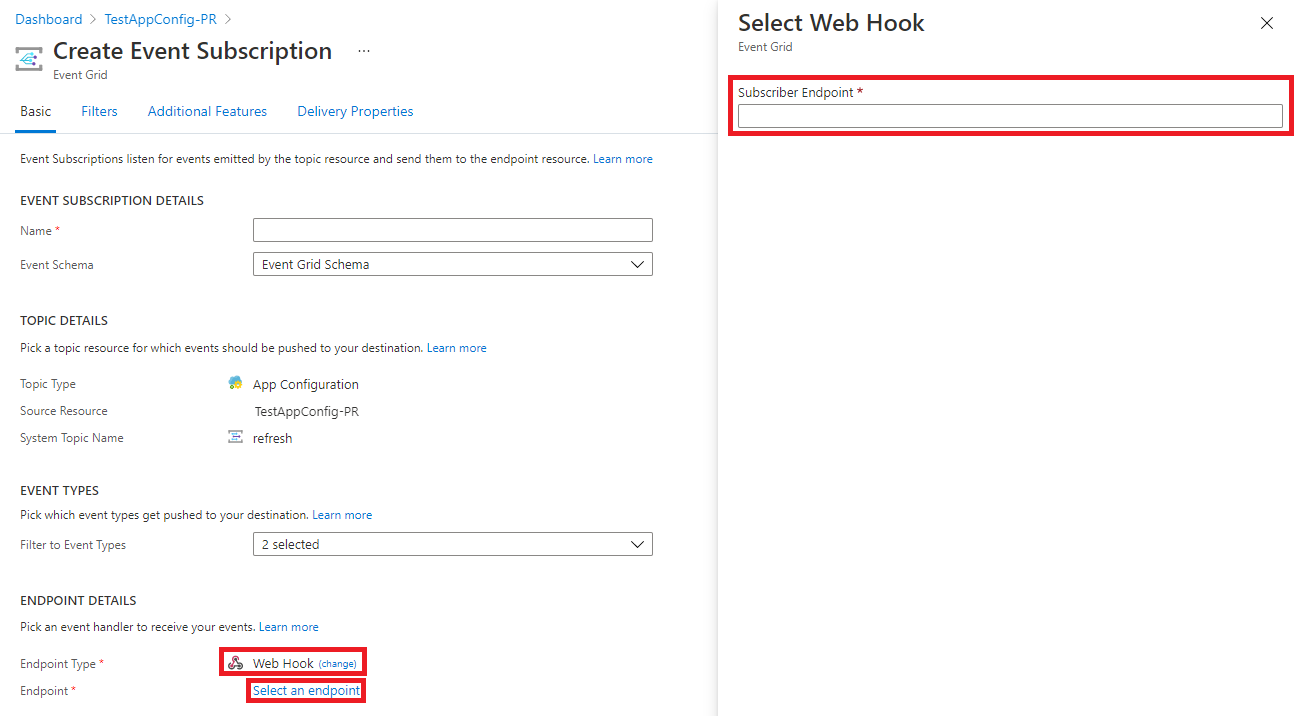 Dashboard > TestAppConfig-PR >
Create Event Subscription ...
Event Grid
Basic Filters Additional Features Delivery Properties
Event Subscriptions listen for events emitted by the topic resource and send them to the endpoint resource. Learn more
EVENT SUBSCRIPTION DETAILS
Name *
Event Schema Event Grid Schema
TOPIC DETAILS
Pick a topic resource for which events should be pushed to your destination. Learn more
Topic Type App Configuration
Source Resource TestAppConfig-PR
System Topic Name refresh
EVENT TYPES
Pick which event types get pushed to your destination. Learn more
Filter to Event Types 2 selected
ENDPOINT DETAILS
Pick an event handler to receive your events. Learn more
Endpoint Type * Web Hook (change)
Endpoint * Select an endpoint
Select Web Hook
Event Grid
Subscriber Endpoint *